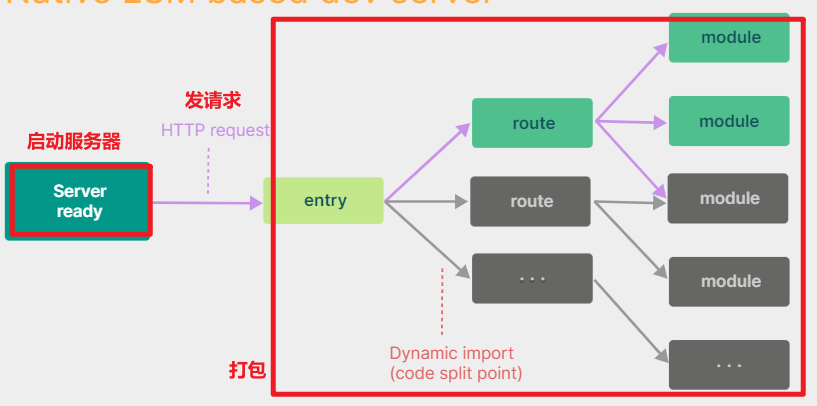 Native ESM based dev server
module
发请求
HTTP request
route
module
启动服务器
Server
ready
entry
route
module
...
module
Dynamic import
(code split point)
打包
...